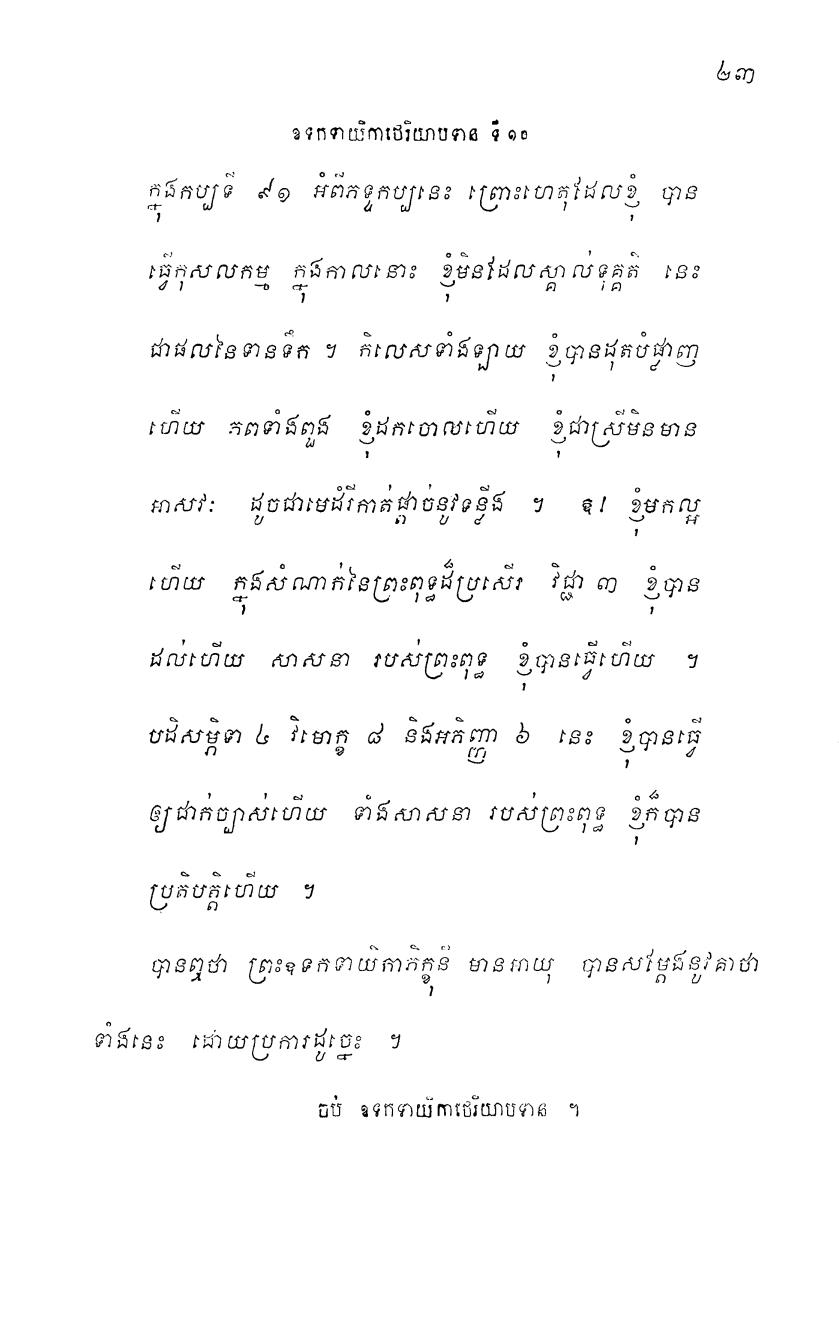 ២៣
ឧទកទាយិកាថេរិយាបទាន ទី ១០
ក្នុងកប្បទី ៩១ អំពីភទ្ទកប្បនេះ ព្រោះហេតុដែលខ្ញុំ បាន
ធ្វើកុសលកម្ម ក្នុងកាលនោះ ខ្ញុំមិនដែលស្គាល់ទុគ្គតិ នេះ
ជាផលនៃទានទឹក ។ កិលេសទាំងឡាយ ខ្ញុំបានដុតបំផ្លាញ
ហើយ ភពទាំងពួង ខ្ញុំដកចោលហើយ ខ្ញុំជាស្រីមិនមាន
អាសវៈ ដូចជាមេដំរីកាត់ផ្តាច់នូវទន្លីង ។ ឱ! ខ្ញុំមកល្អ
ហើយ ក្នុងសំណាក់នៃព្រះពុទ្ធដ៏ប្រសើរ វិជ្ជា ៣ ខ្ញុំបាន
ដល់ហើយ សាសនា របស់ព្រះពុទ្ធ ខ្ញុំបានធ្វើហើយ ។
បដិសម្ភិទា ៤ វិមោក្ខ ៨ និងអភិញ្ញា ៦ នេះ ខ្ញុំបានធ្វើ
ឲ្យជាក់ច្បាស់ហើយ ទាំងសាសនា របស់ព្រះពុទ្ធ ខ្ញុំក៏បាន
ប្រតិបត្តិហើយ ។
បានឮថា ព្រះឧទកទាយិកាភិក្ខុនី មានអាយុ បានសម្តែងនូវគាថា
ទាំងនេះ ដោយប្រការដូច្នេះ ។
ចប់ ឧទកទាយិកាថេរិយាបទាន ។